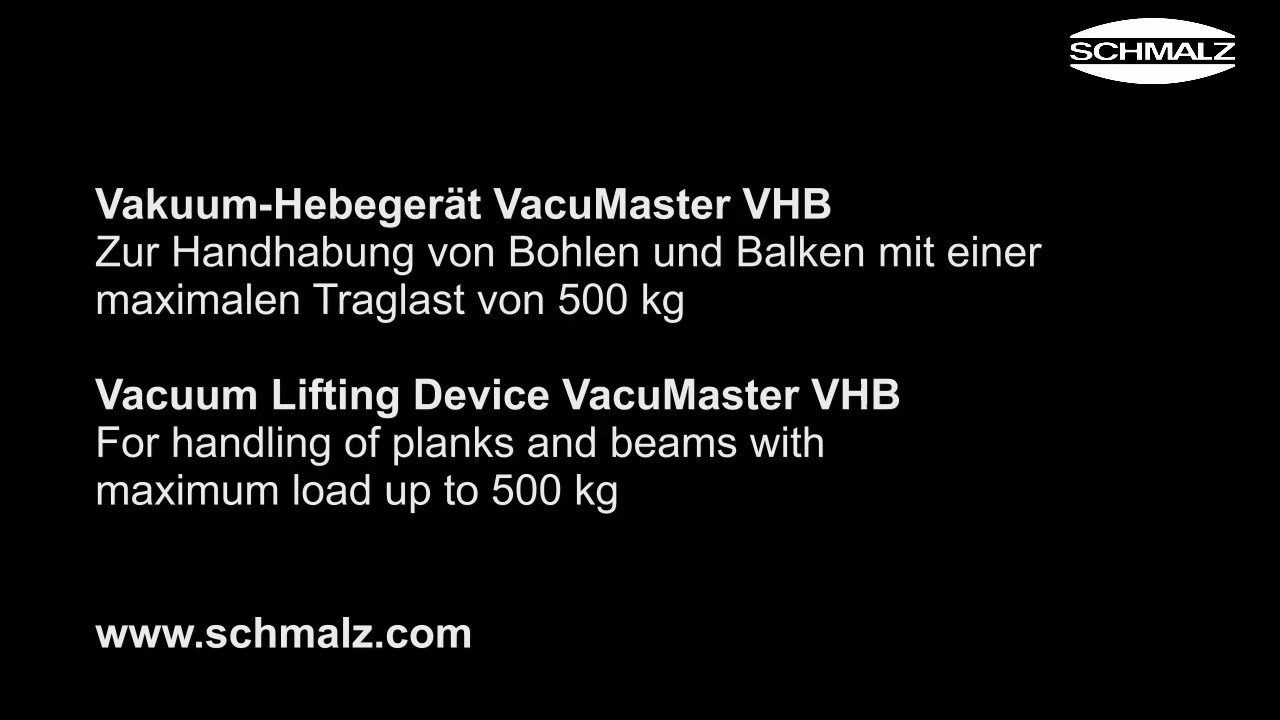 SCHMALZ
Vakuum-Hebegerät VacuMaster VHB
Zur Handhabung von Bohlen und Balken mit einer
maximalen Traglast von 500 kg
Vacuum Lifting Device VacuMaster VHB
For handling of planks and beams with
maximum load up to 500 kg
www.schmalz.com